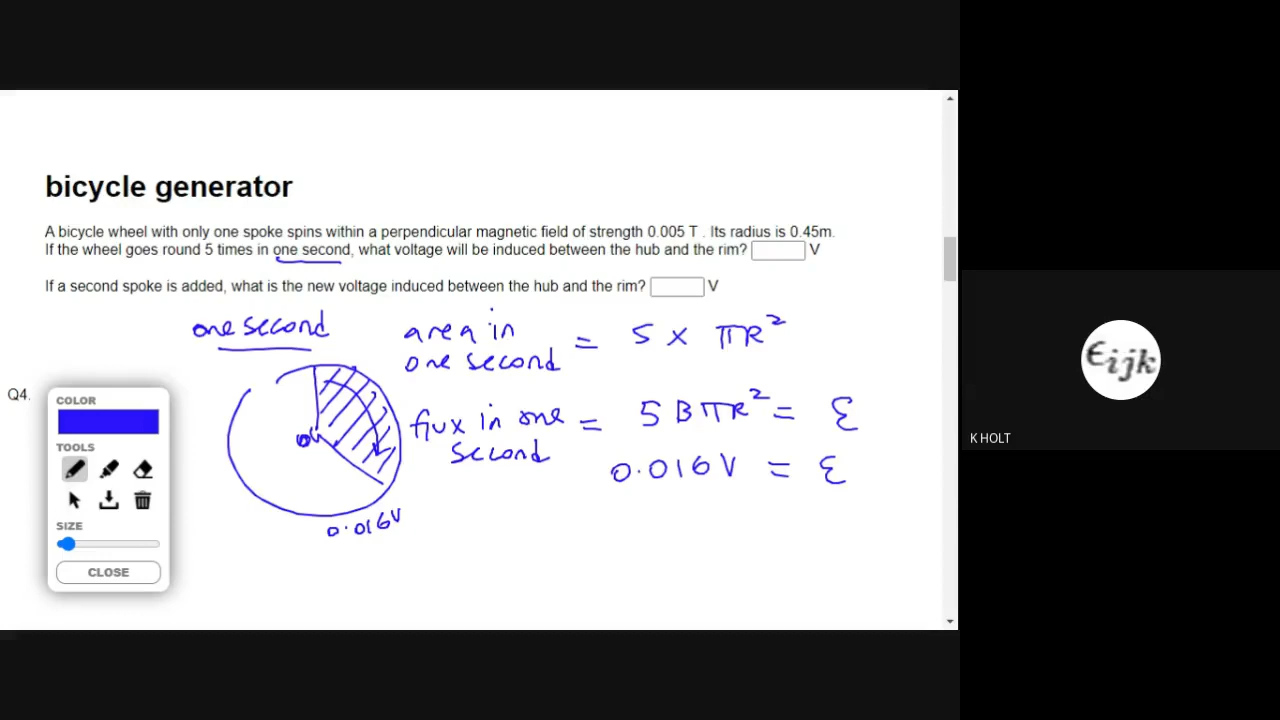 bicycle generator
A bicycle wheel with only one spoke spins within a perpendicular magnetic field of strength 0.005 T . Its radius is 0.45m.
If the wheel goes round 5 times in one second, what voltage will be induced between the hub and the rim? V
If a second spoke is added, what is the new voltage induced between the hub and the rim? V
one second
area in
one second = 5 x πR²
Q4.
COLOR
TOOLS
SIZE
CLOSE
flux in one
second = 5BπR² = ε
0.016V = ε
0V
0.016V
εijk
K HOLT